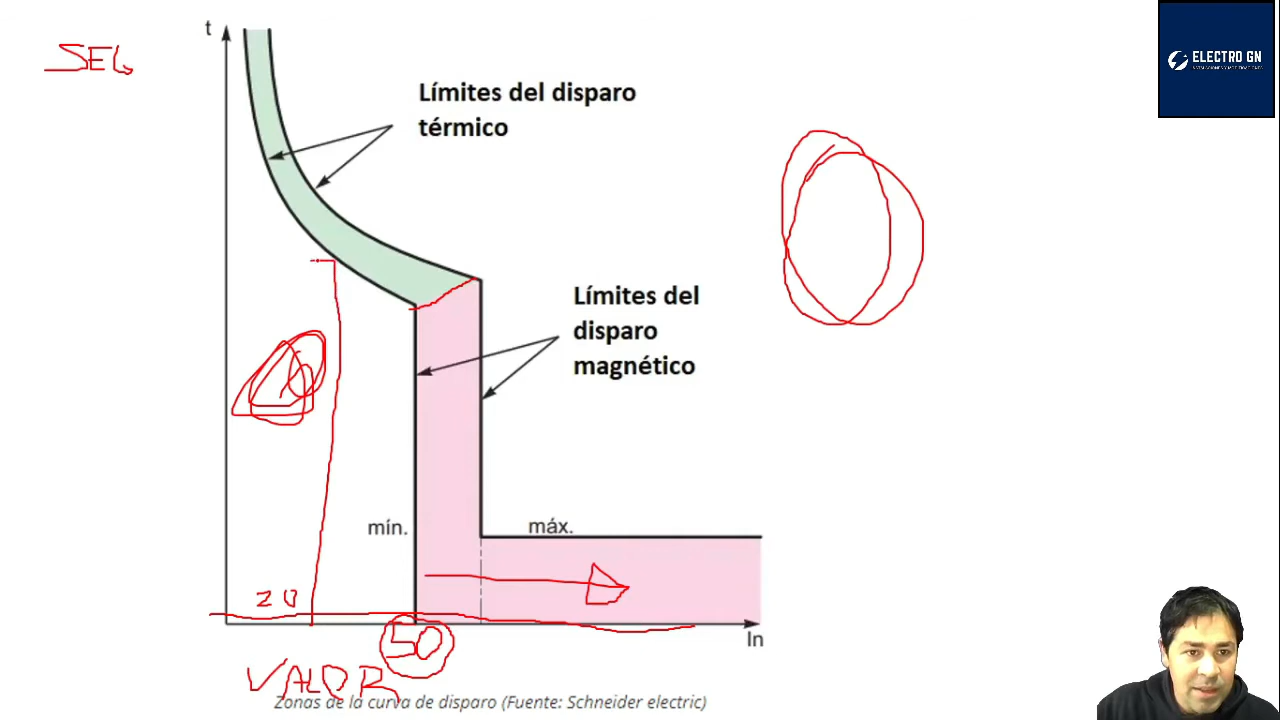 t
SEG
ELECTRO GN
Límites del disparo
térmico
Límites del
disparo
magnético
mín.
máx.
20
50
In
VALOR
Zonas de la curva de disparo (Fuente: Schneider electric)